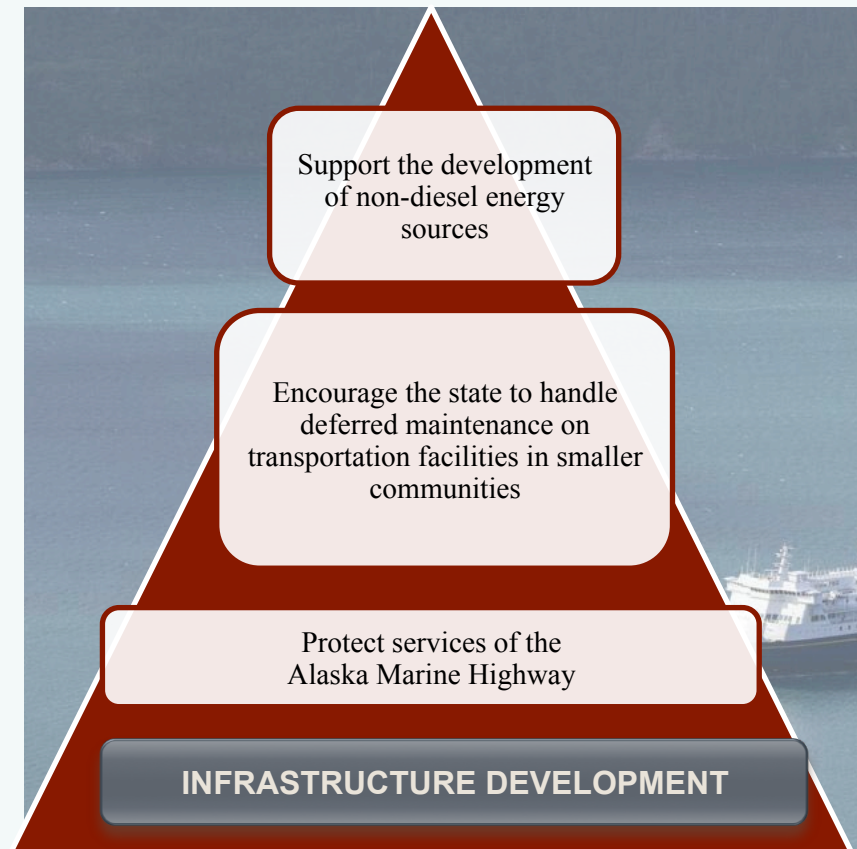 Support the development
of non-diesel energy
sources
Encourage the state to handle
deferred maintenance on
transportation facilities in smaller
communities
Protect services of the
Alaska Marine Highway
INFRASTRUCTURE DEVELOPMENT